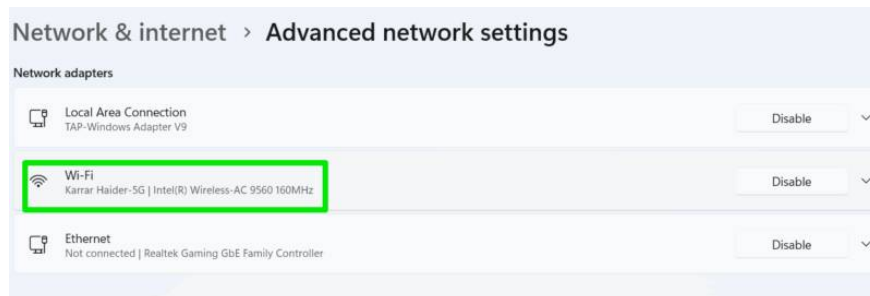 Network & internet > Advanced network settings
Network adapters
Local Area Connection
TAP-Windows Adapter V9
Disable
Wi-Fi
Karrar Haider-5G | Intel(R) Wireless-AC 9560 160MHz
Disable
Ethernet
Not connected | Realtek Gaming GbE Family Controller
Disable